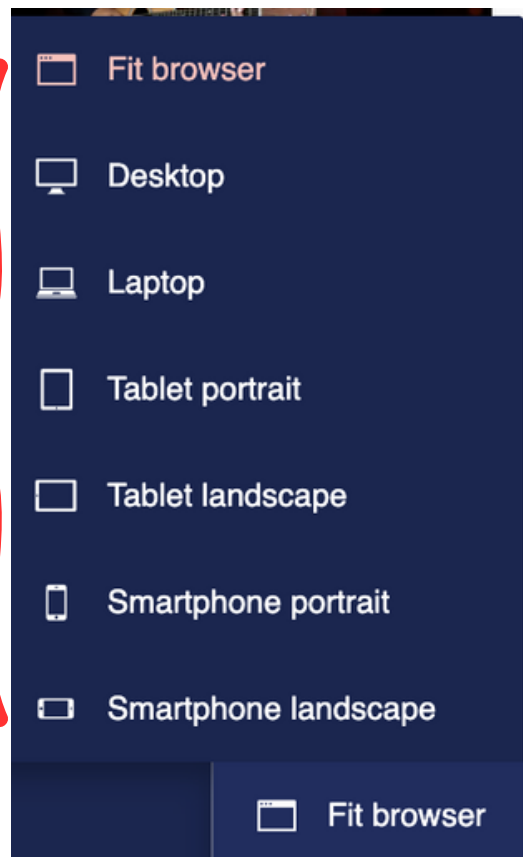 Fit browser
Desktop
Laptop
Tablet portrait
Tablet landscape
Smartphone portrait
Smartphone landscape
Fit browser